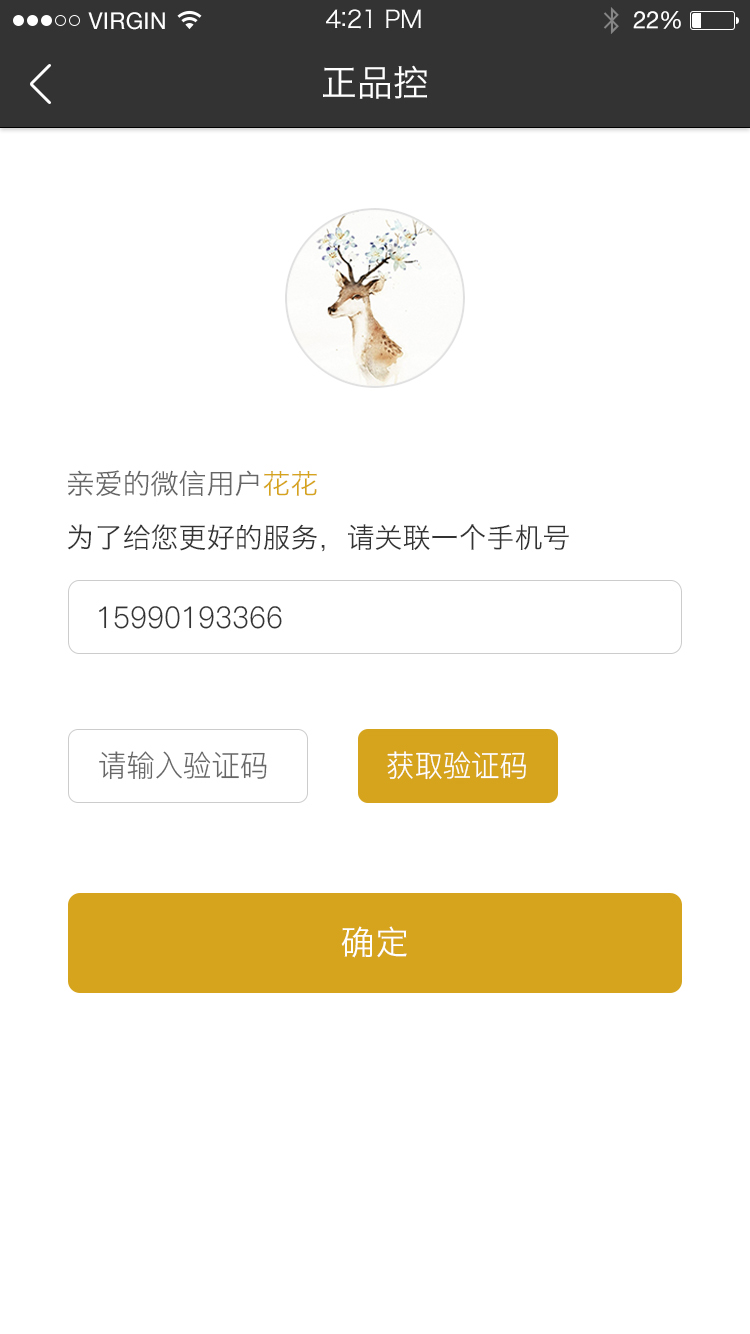 VIRGIN 4:21 PM 22%
正品控
亲爱的微信用户花花
为了给您更好的服务，请关联一个手机号
15990193366
请输入验证码 获取验证码
确定